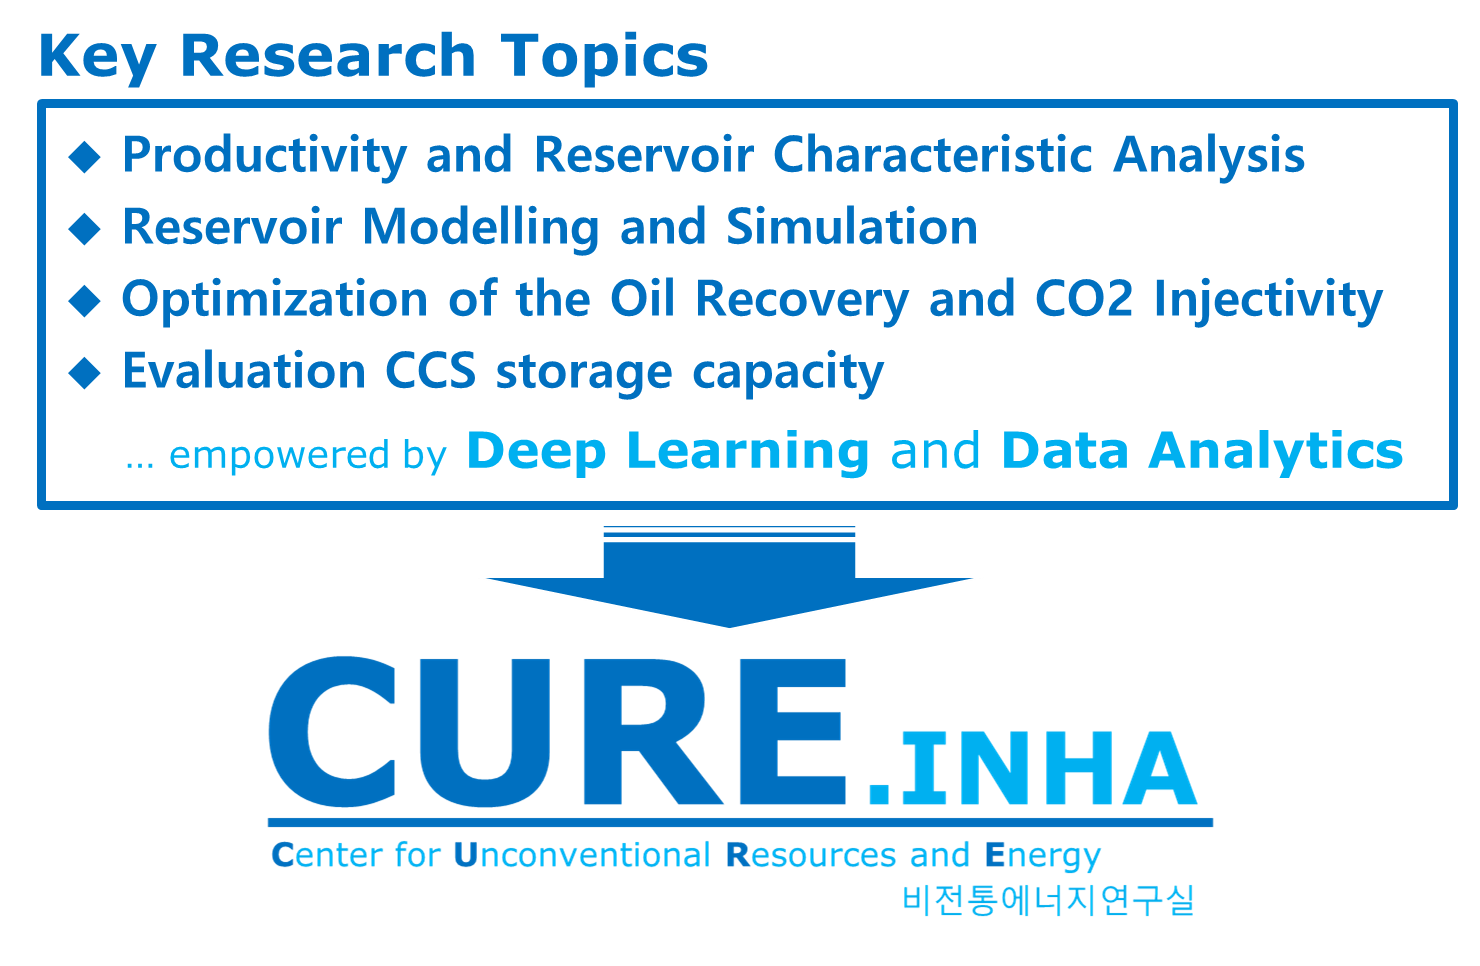 Key Research Topics
◆ Productivity and Reservoir Characteristic Analysis
◆ Reservoir Modelling and Simulation
◆ Optimization of the Oil Recovery and CO2 Injectivity
◆ Evaluation CCS storage capacity
... empowered by Deep Learning and Data Analytics
CURE.INHA
Center for Unconventional Resources and Energy
비전통에너지연구실